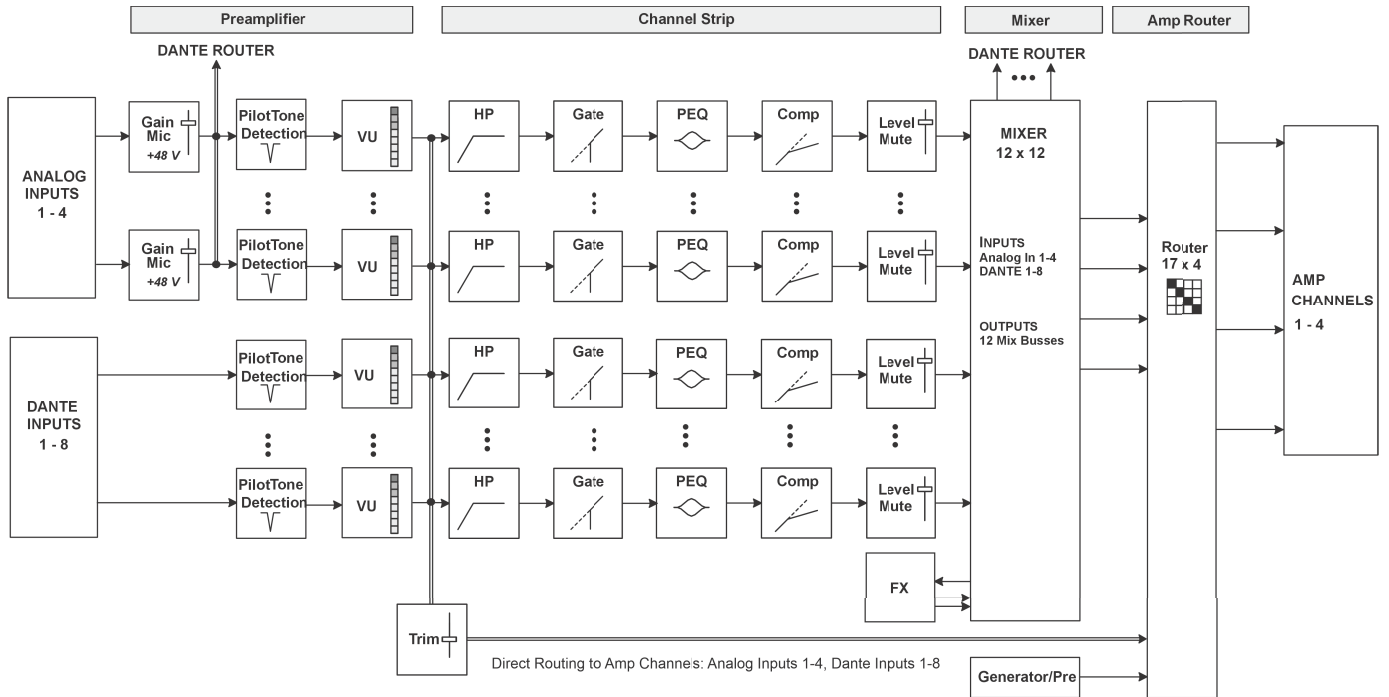 Preamplifier
Channel Strip
Mixer
Amp Router
DANTE ROUTER
DANTE ROUTER
ANALOG
INPUTS
1 - 4
Gain
Mic
+48 V
PilotTone
Detection
VU
HP
Gate
PEQ
Comp
Level
Mute
MIXER
12 x 12
Gain
Mic
+48 V
PilotTone
Detection
VU
HP
Gate
PEQ
Comp
Level
Mute
INPUTS
Analog In 1-4
DANTE 1-8
OUTPUTS
12 Mix Busses
Router
17 x 4
AMP
CHANNELS
1 - 4
DANTE
INPUTS
1 - 8
PilotTone
Detection
VU
HP
Gate
PEQ
Comp
Level
Mute
PilotTone
Detection
VU
HP
Gate
PEQ
Comp
Level
Mute
FX
Trim
Direct Routing to Amp Channels: Analog Inputs 1-4, Dante Inputs 1-8
Generator/Pre